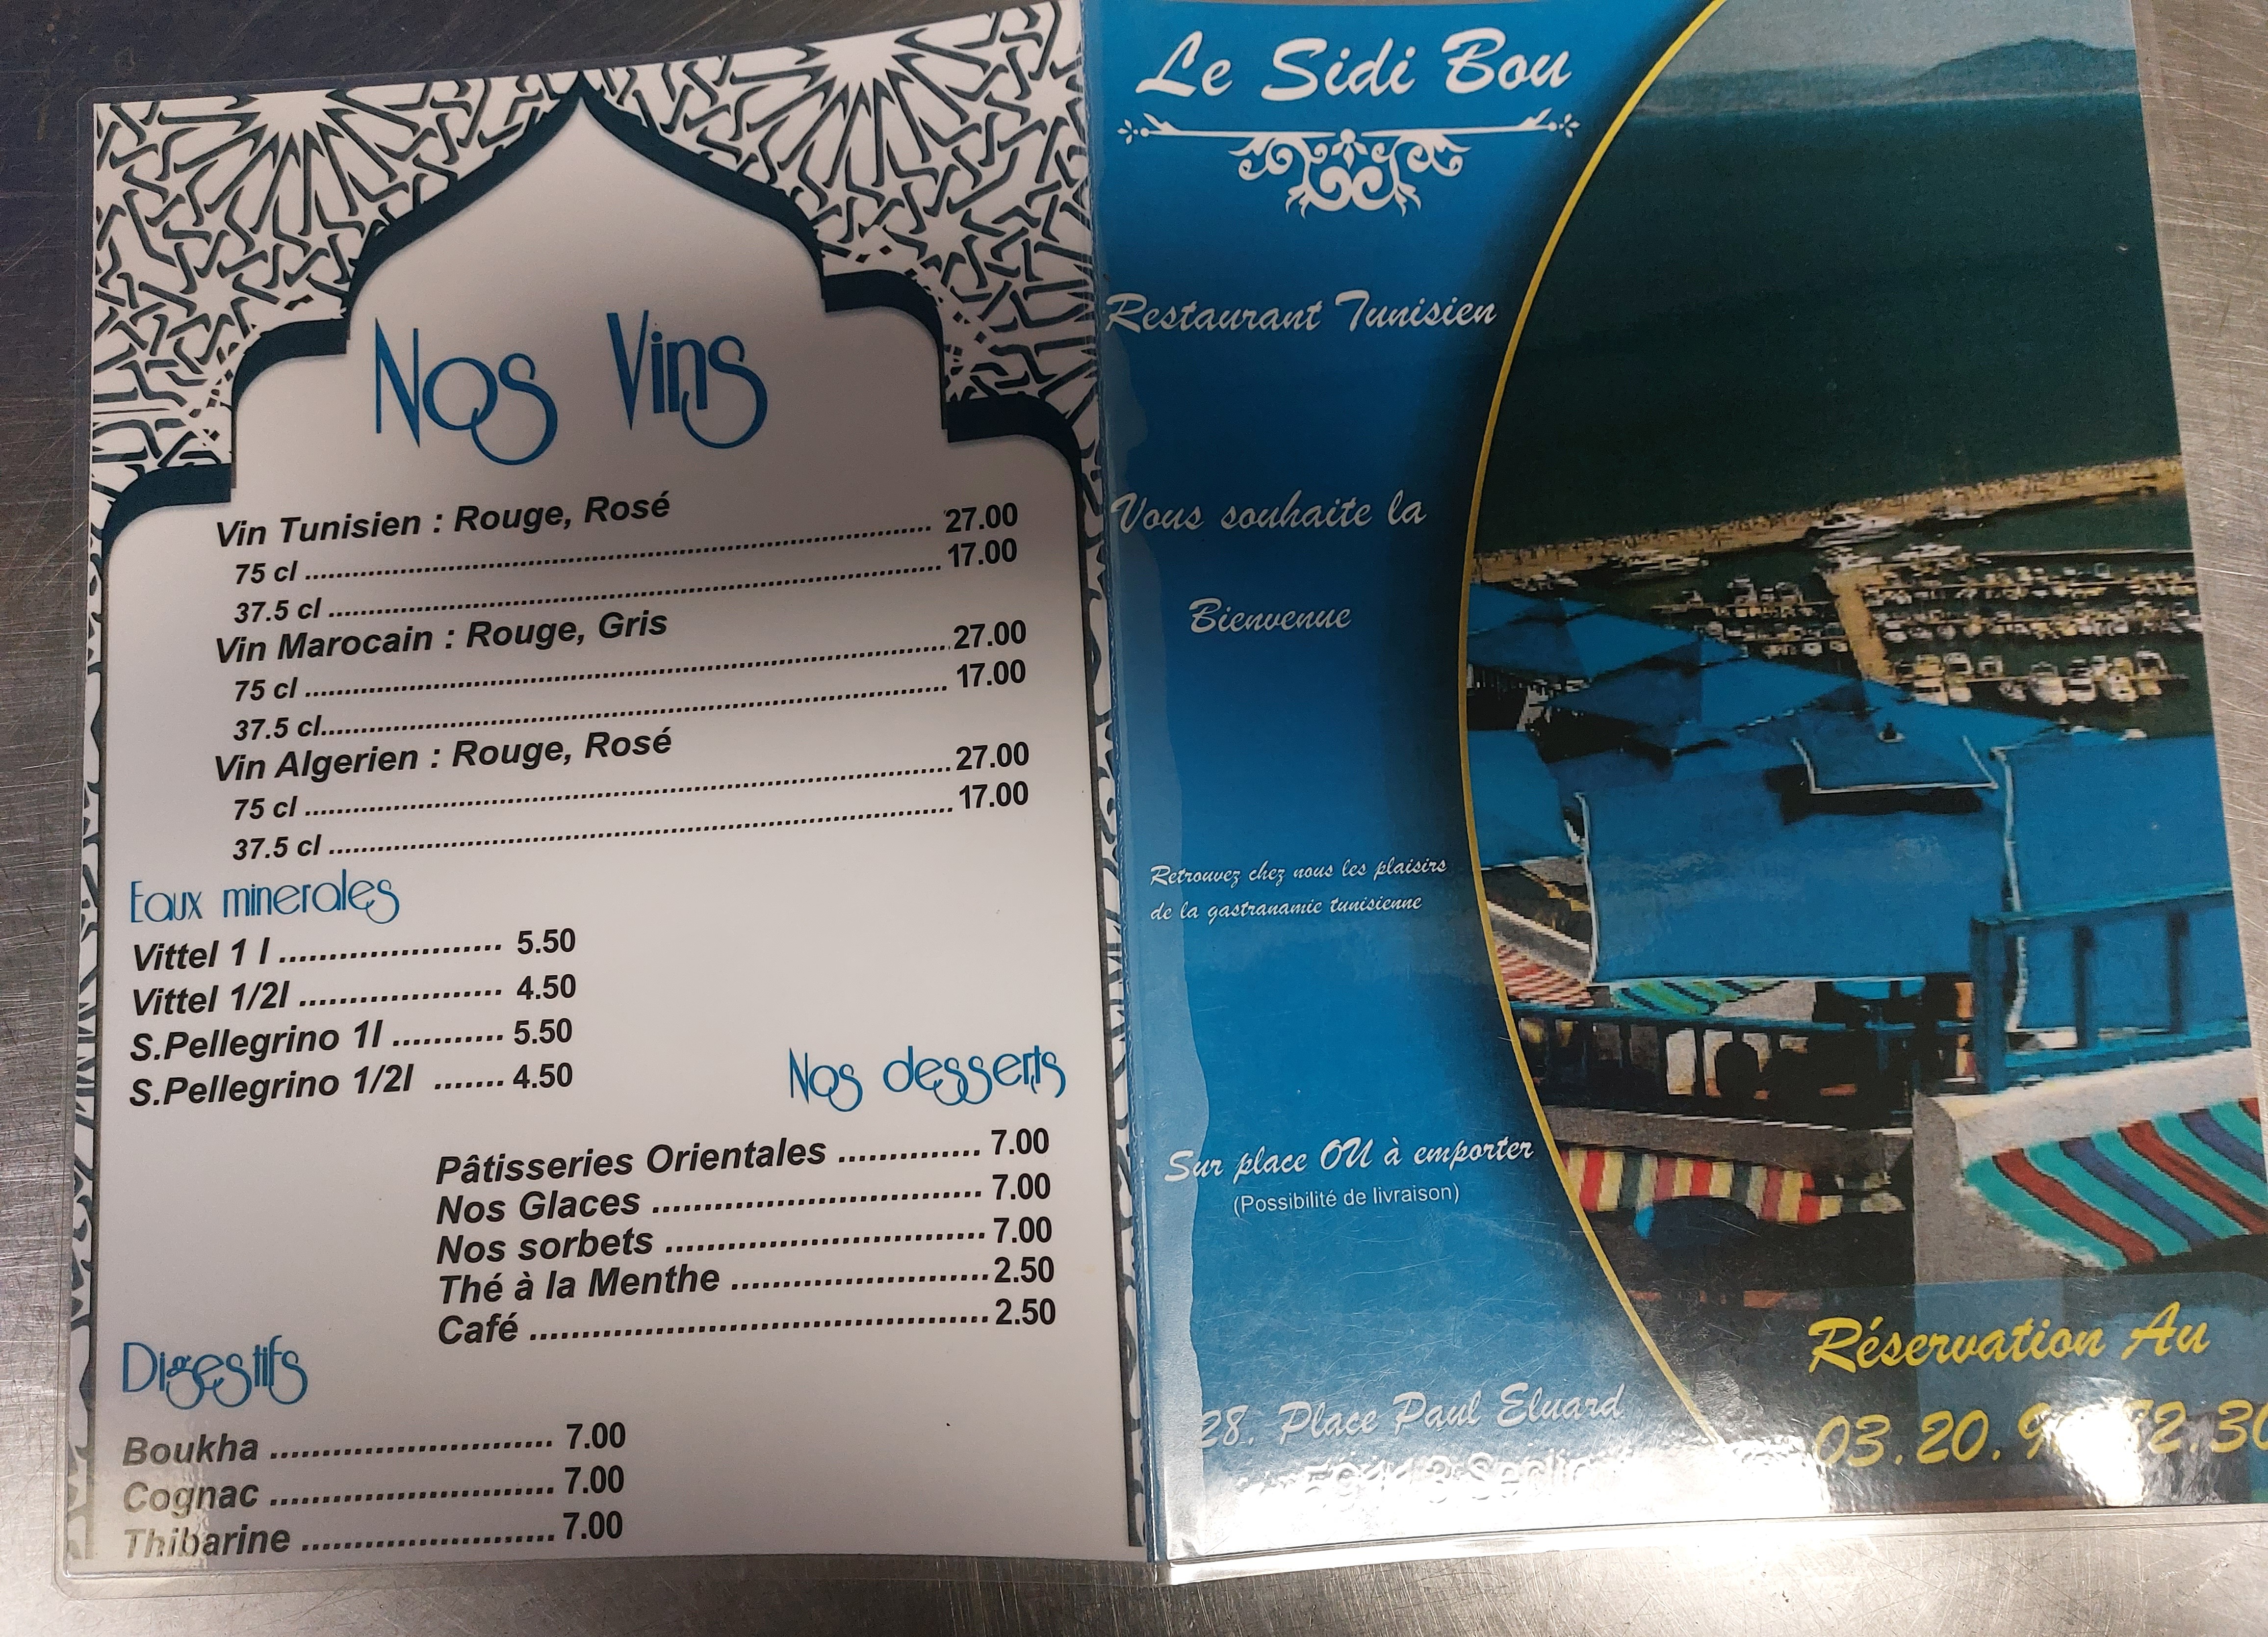 Nos Vins
Vin Tunisien : Rouge, Rosé
75 cl ........ 27.00
37.5 cl ........ 17.00
Vin Marocain : Rouge, Gris
75 cl ........ 27.00
37.5 cl ........ 17.00
Vin Algerien : Rouge, Rosé
75 cl ........ 27.00
37.5 cl ........ 17.00
Eaux minerales
Vittel 1 l ........ 5.50
Vittel 1/2l ........ 4.50
S.Pellegrino 1l ........ 5.50
S.Pellegrino 1/2l ....... 4.50
Nos desserts
Pâtisseries Orientales ........ 7.00
Nos Glaces ........ 7.00
Nos sorbets ........ 7.00
Thé à la Menthe ........ 2.50
Café ........ 2.50
Digestifs
Boukha ........ 7.00
Cognac ........ 7.00
Thibarine ........ 7.00
Le Sidi Bou
Restaurant Tunisien
Vous souhaite la
Bienvenue
Retrouvez chez nous les plaisirs
de la gastranamie tunisienne
Sur place OU à emporter
(Possibilité de livraison)
28. Place Paul Eluard
Réservation Au
03.20.